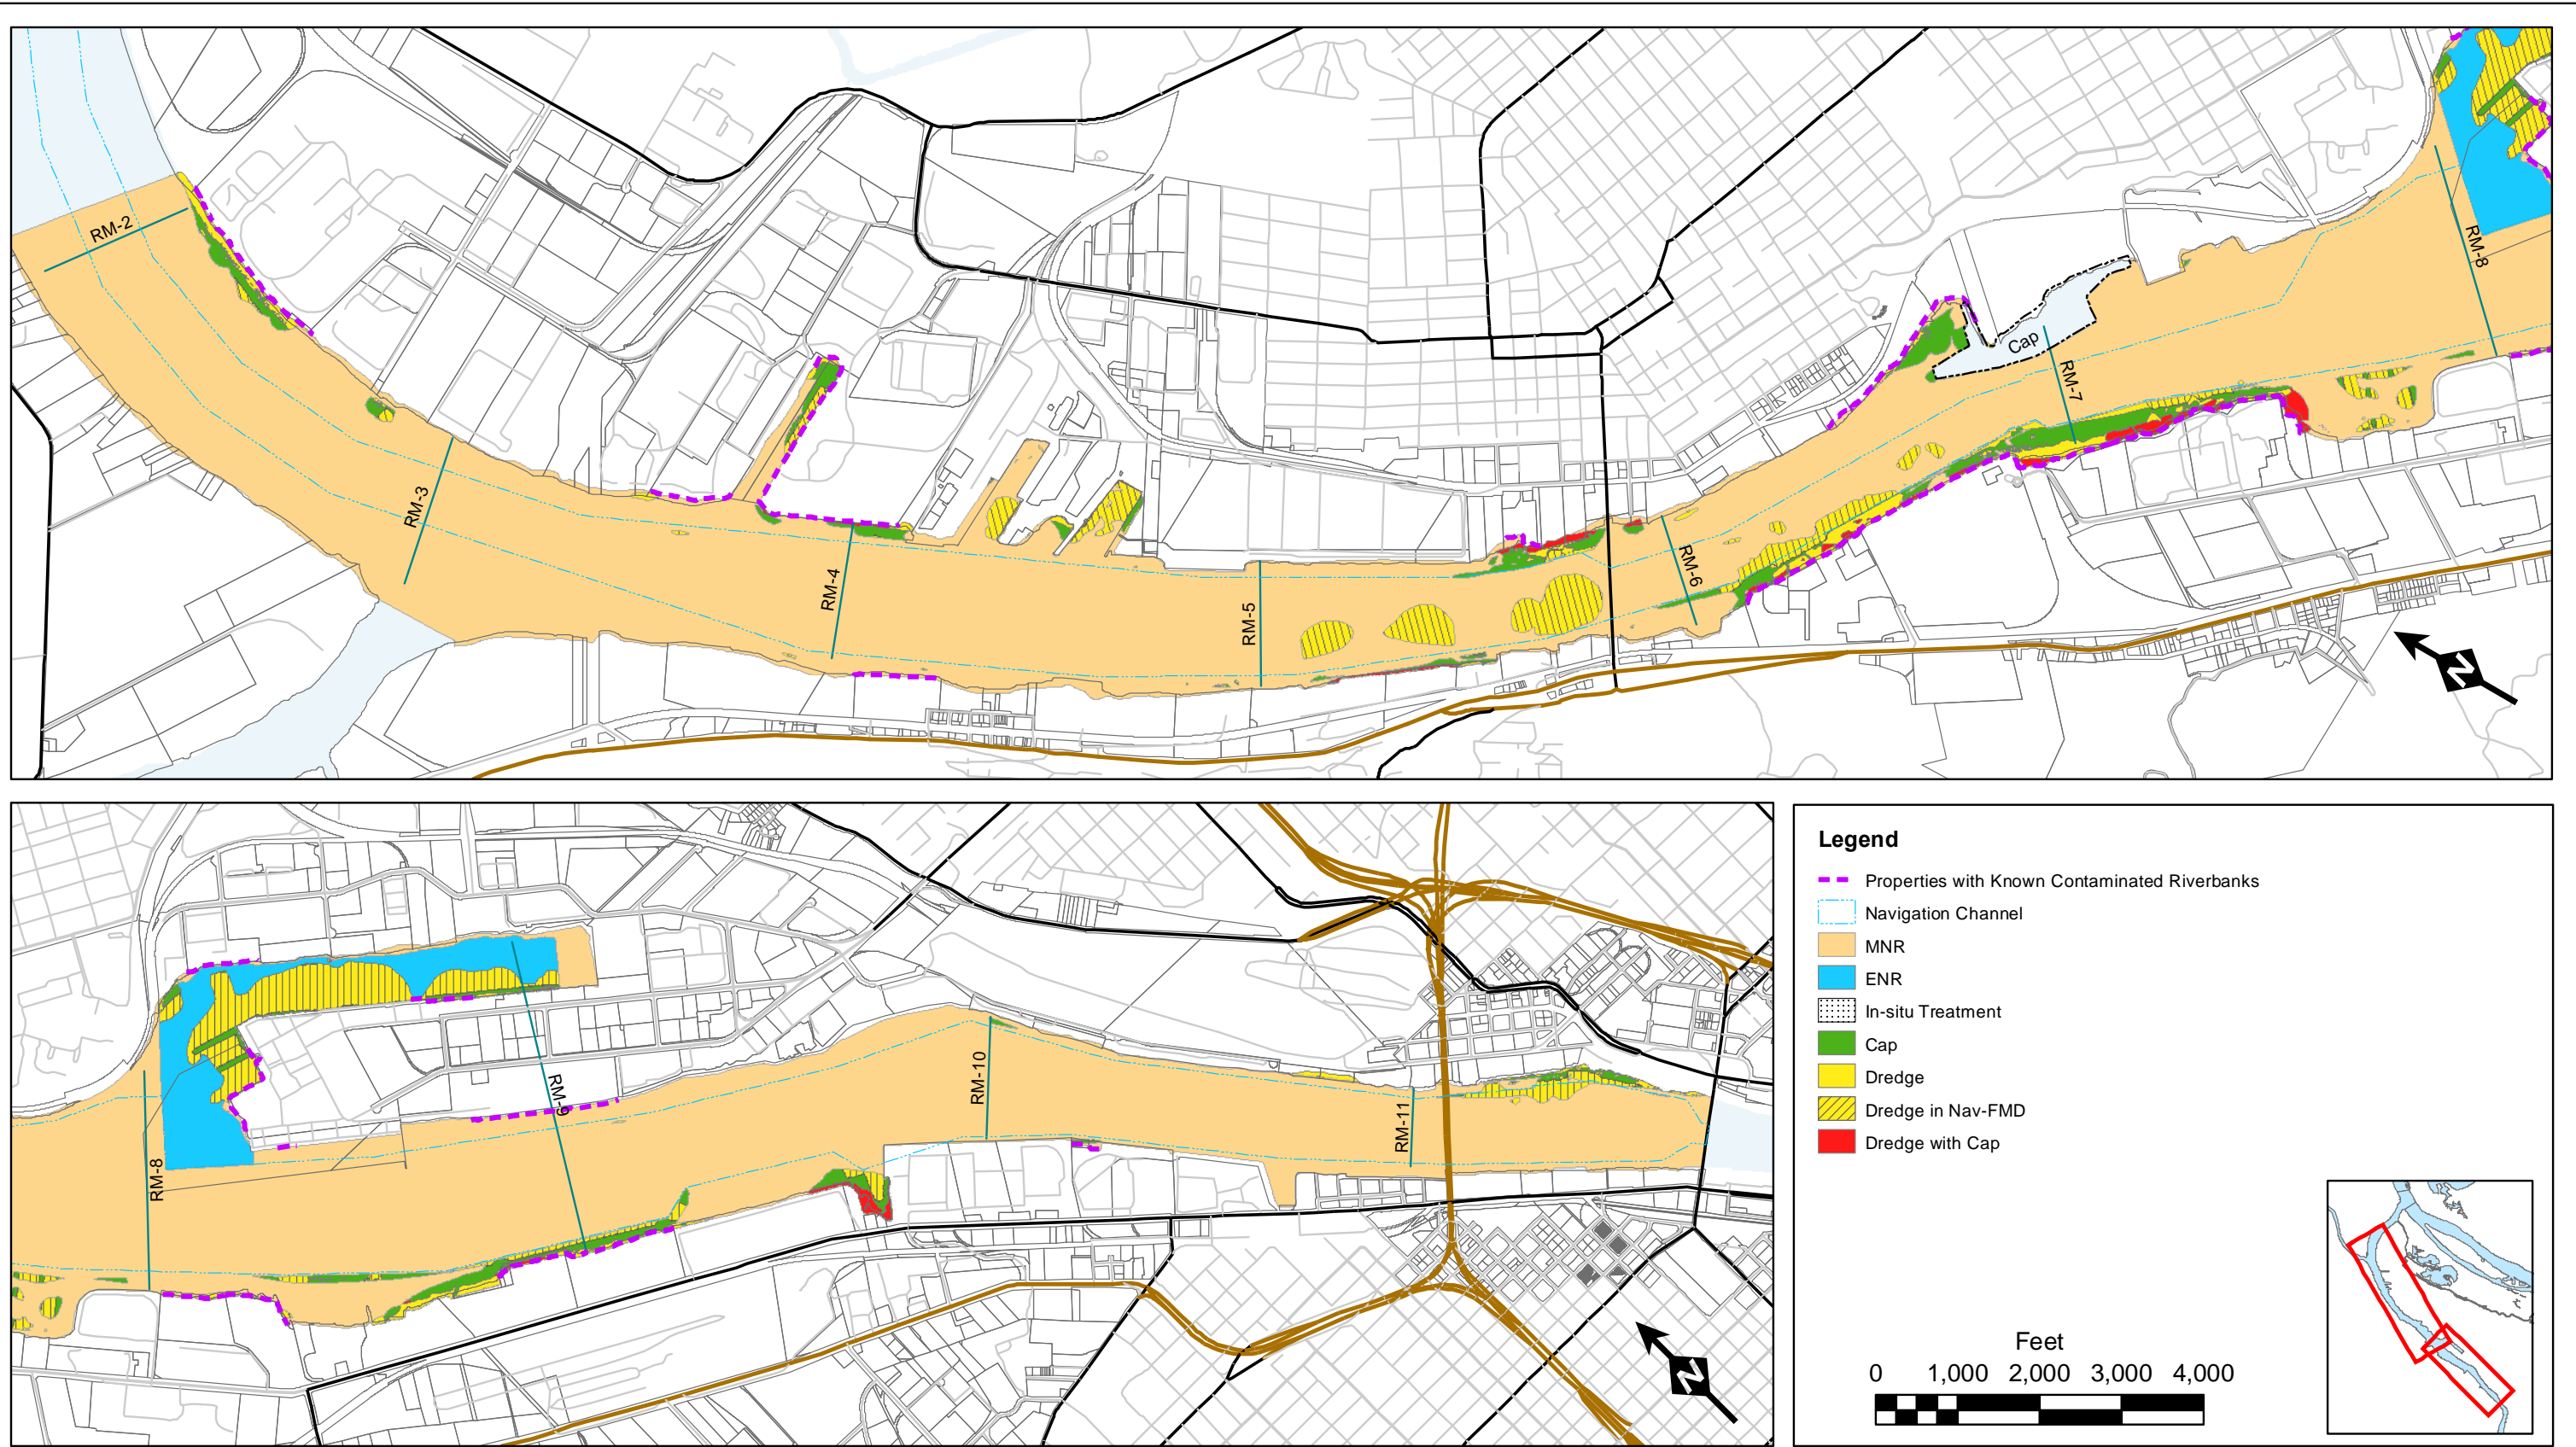 RM-2
RM-3
RM-4
RM-5
RM-6
Cap
RM-7
RM-8
N
RM-8
RM-9
RM-10
RM-11
N
Legend
Properties with Known Contaminated Riverbanks
Navigation Channel
MNR
ENR
In-situ Treatment
Cap
Dredge
Dredge in Nav-FMD
Dredge with Cap
Feet
0 1,000 2,000 3,000 4,000